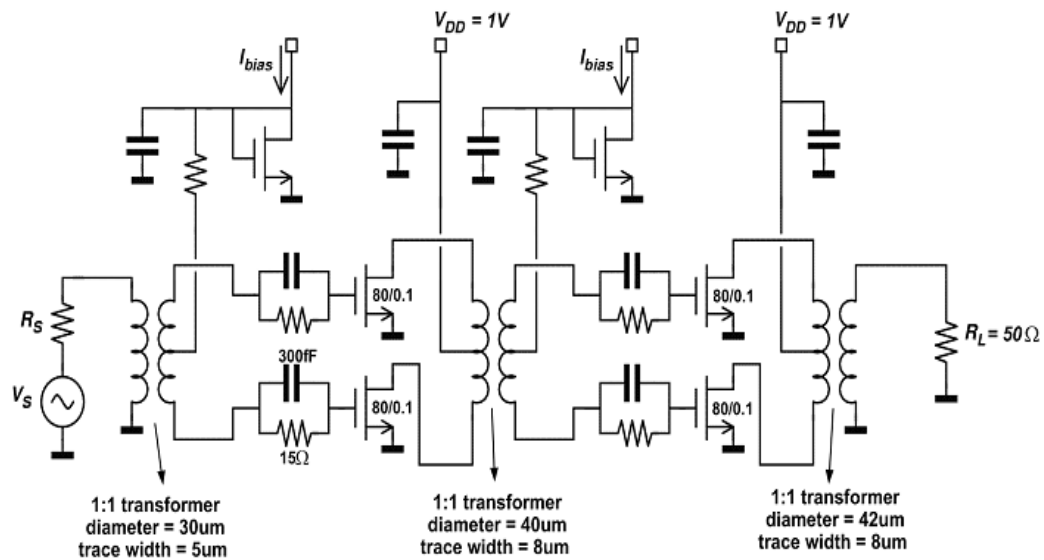 V_DD = 1V
V_DD = 1V
I_bias
I_bias
80/0.1
80/0.1
R_S
R_L = 50Ω
300fF
V_S
80/0.1
80/0.1
15Ω
1:1 transformer
diameter = 30um
trace width = 5um
1:1 transformer
diameter = 40um
trace width = 8um
1:1 transformer
diameter = 42um
trace width = 8um